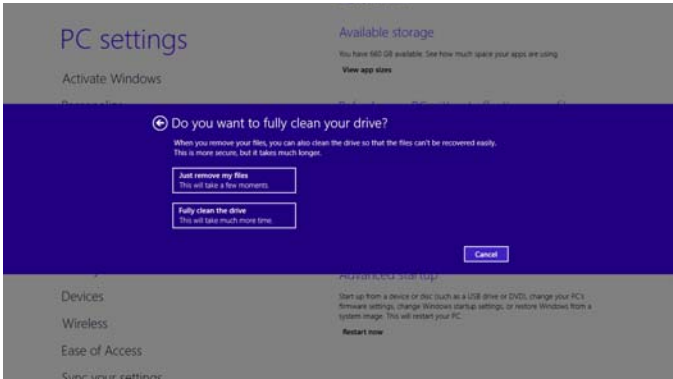 PC settings
Activate Windows
Available storage
You have 660 GB available. See how much space your apps are using
View app sizes
Do you want to fully clean your drive?
When you remove your files, you can also clean the drive so that the files can't be recovered easily.
This is more secure, but it takes much longer.
Just remove my files
This will take a few moments.
Fully clean the drive
This will take much more time.
Cancel
Devices
Wireless
Ease of Access
Sync your settings
Advanced startup
Start up from a device or disc (such as a USB drive or DVD), change your PC's
firmware settings, change Windows startup settings, or restore Windows from a
system image. This will restart your PC.
Restart now